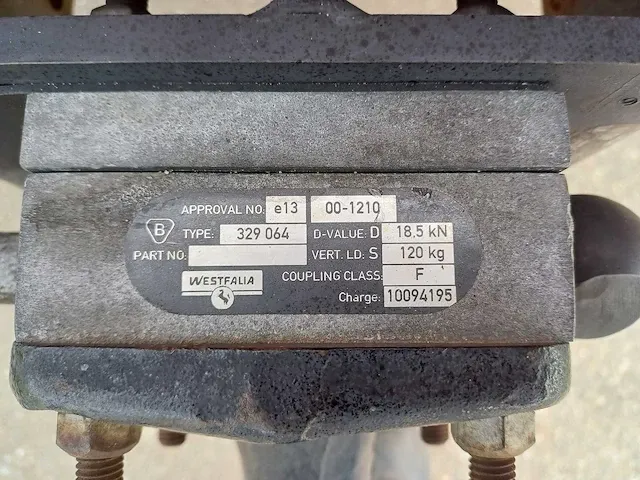 APPROVAL NO: e13 00-1210
B TYPE: 329 064 D-VALUE: D 18,5 kN
PART NO: VERT. LD. S 120 kg
WESTFALIA COUPLING CLASS: F
Charge: 10094195